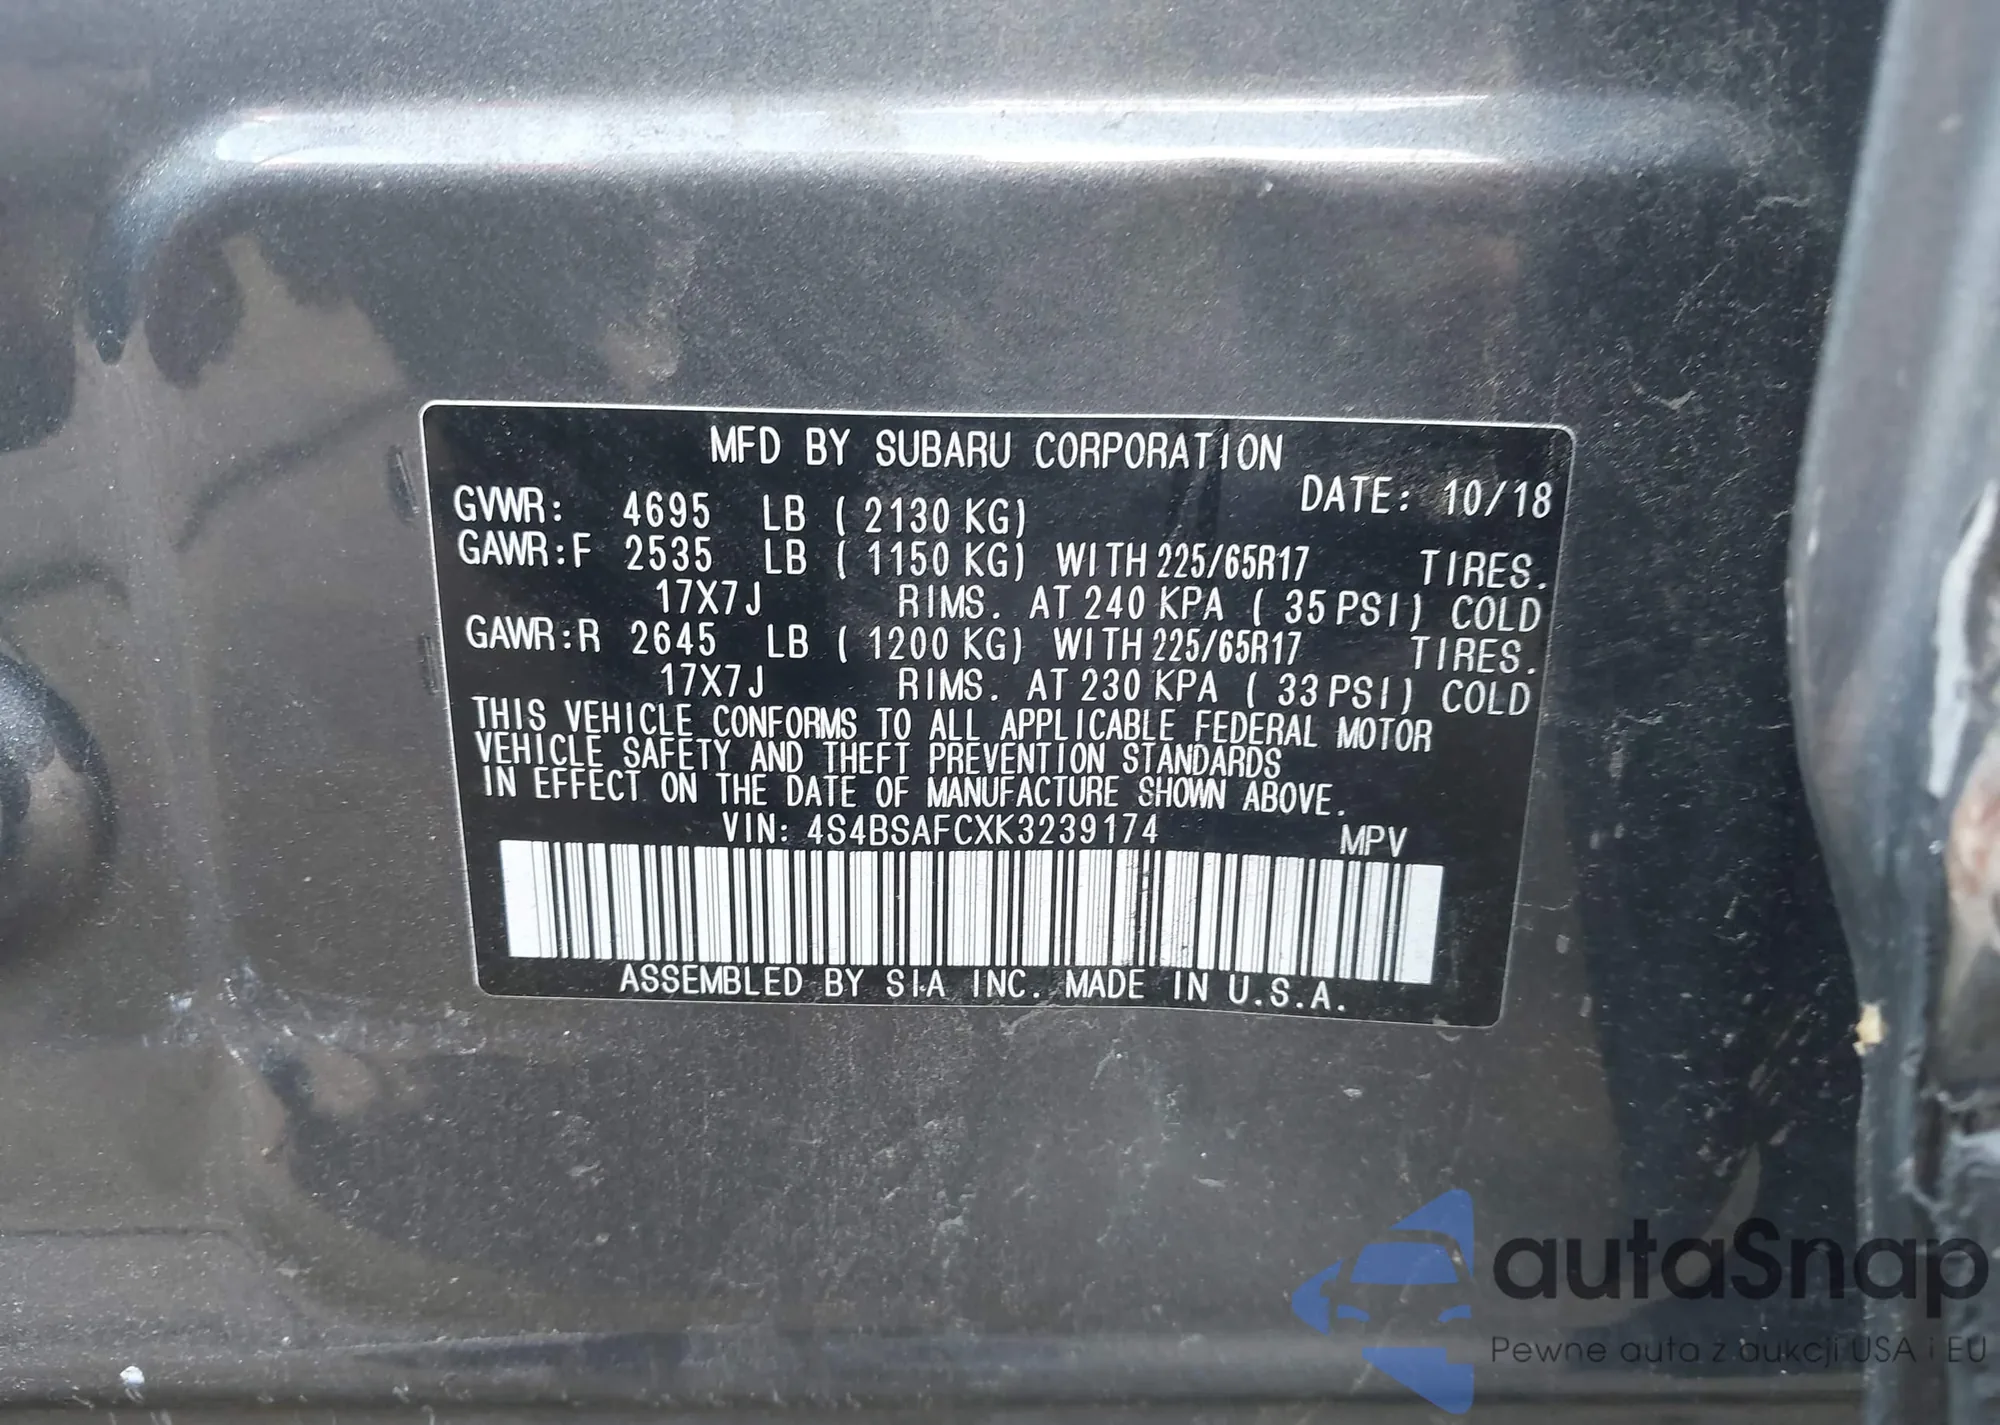 MFD BY SUBARU CORPORATION
DATE: 10/18
GVWR: 4695 LB (2130 KG)
GAWR:F 2535 LB (1150 KG) WITH 225/65R17 TIRES.
17X7J RIMS. AT 240 KPA (35 PSI) COLD
GAWR:R 2645 LB (1200 KG) WITH 225/65R17 TIRES.
17X7J RIMS. AT 230 KPA (33 PSI) COLD
THIS VEHICLE CONFORMS TO ALL APPLICABLE FEDERAL MOTOR
VEHICLE SAFETY AND THEFT PREVENTION STANDARDS
IN EFFECT ON THE DATE OF MANUFACTURE SHOWN ABOVE.
VIN: 4S4BSAFCXK3239174 MPV
ASSEMBLED BY SIA INC. MADE IN U.S.A.
autaSnap
Pewne auta z aukcji USA i EU